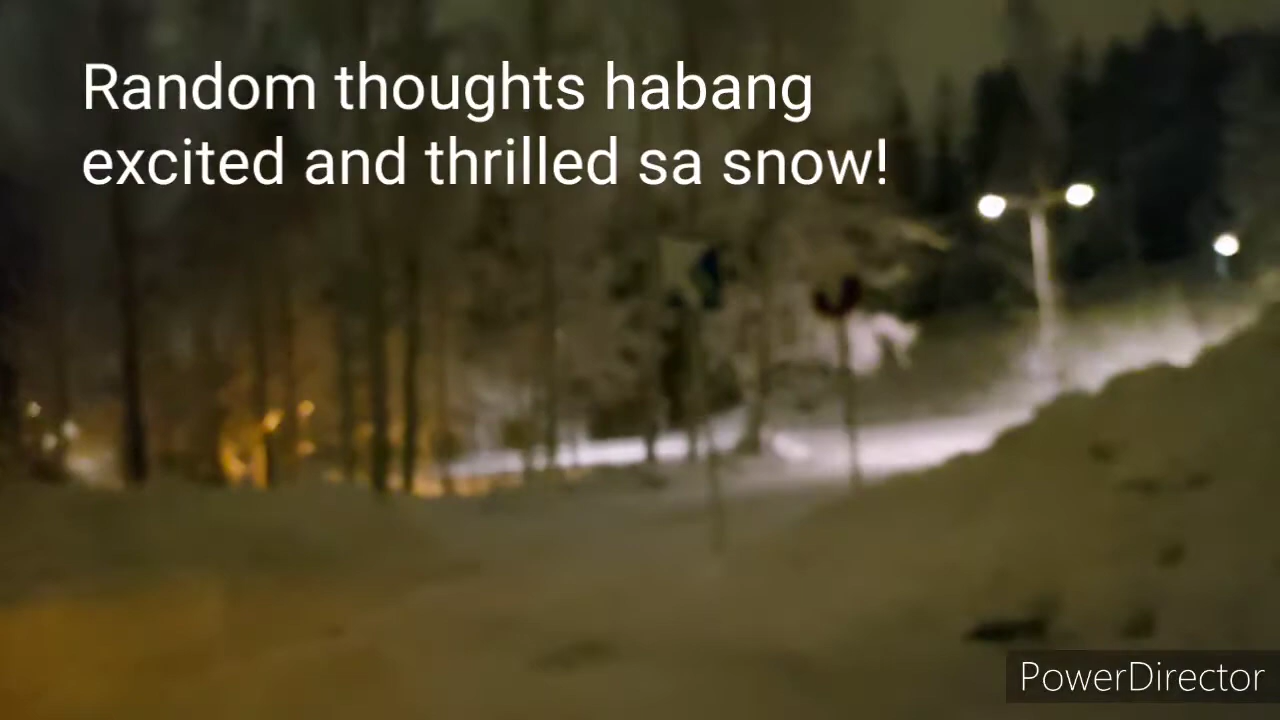 Random thoughts habang
excited and thrilled sa snow!
PowerDirector